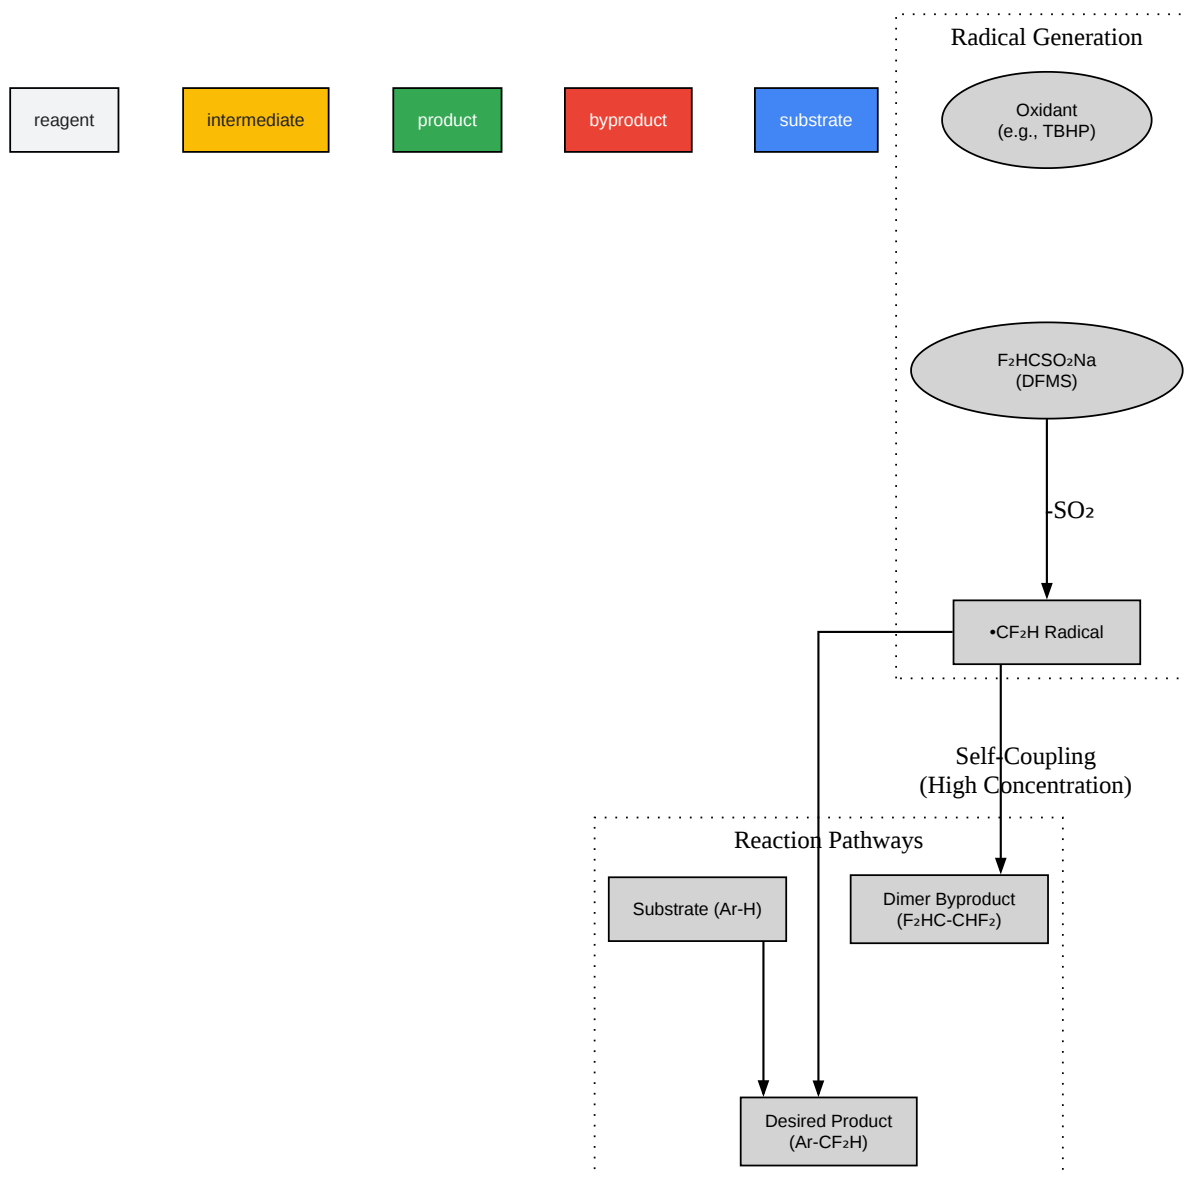 Radical Generation
reagent
intermediate
product
byproduct
substrate
Oxidant
(e.g., TBHP)
F₂HCSO₂Na
(DFMS)
-SO₂
•CF₂H Radical
Self-Coupling
(High Concentration)
Reaction Pathways
Substrate (Ar-H)
Dimer Byproduct
(F₂HC-CHF₂)
Desired Product
(Ar-CF₂H)